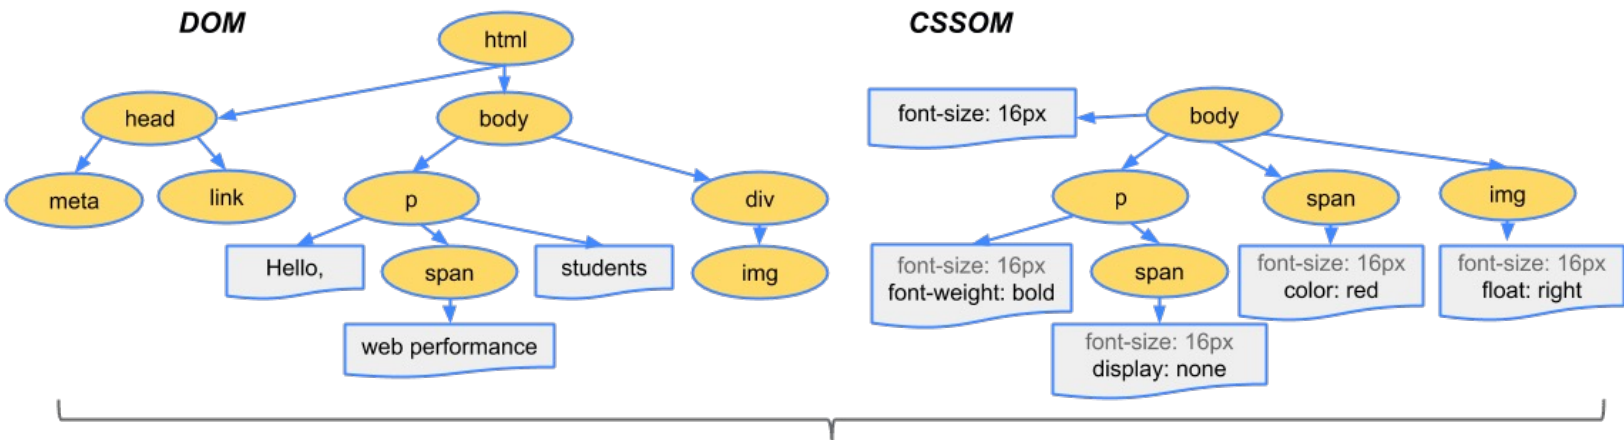 DOM
html
head
body
meta
link
p
div
Hello,
span
students
img
web performance
CSSOM
font-size: 16px
body
p
span
img
font-size: 16px
font-weight: bold
span
font-size: 16px
color: red
font-size: 16px
float: right
font-size: 16px
display: none